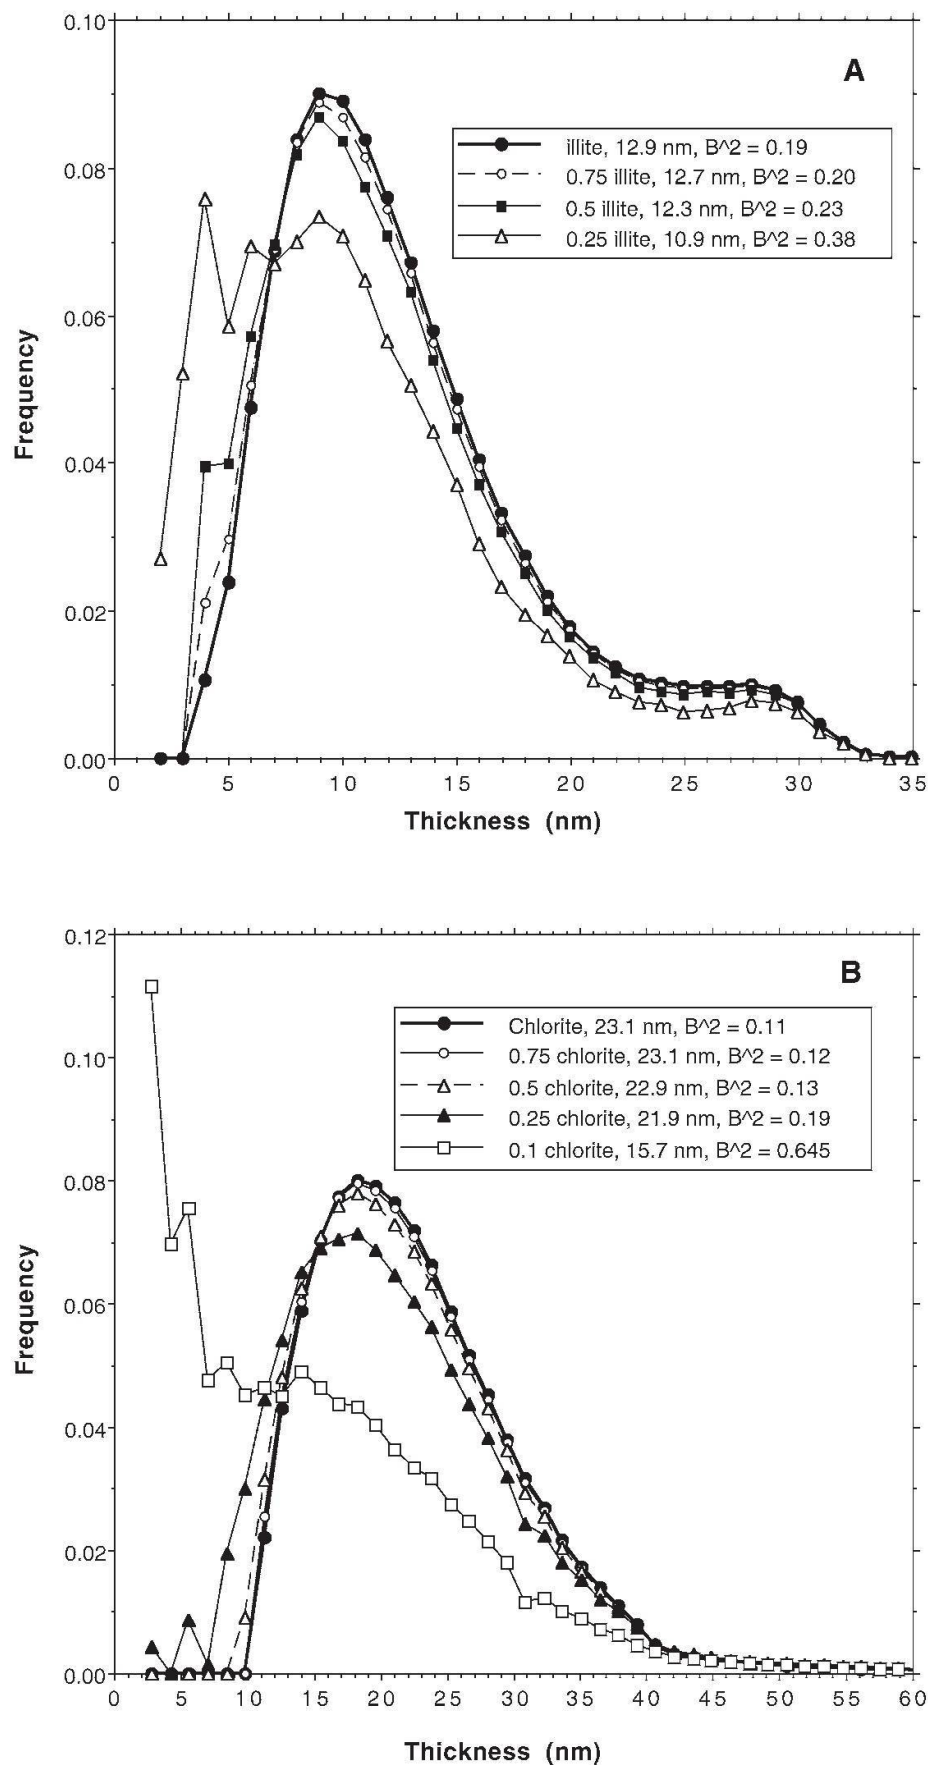 0.10
A
illite, 12.9 nm, B^2 = 0.19
0.75 illite, 12.7 nm, B^2 = 0.20
0.5 illite, 12.3 nm, B^2 = 0.23
0.25 illite, 10.9 nm, B^2 = 0.38
0.08
0.06
Frequency
0.04
0.02
0.00
0 5 10 15 20 25 30 35
Thickness (nm)
0.12
B
Chlorite, 23.1 nm, B^2 = 0.11
0.75 chlorite, 23.1 nm, B^2 = 0.12
0.5 chlorite, 22.9 nm, B^2 = 0.13
0.25 chlorite, 21.9 nm, B^2 = 0.19
0.1 chlorite, 15.7 nm, B^2 = 0.645
0.10
0.08
0.06
Frequency
0.04
0.02
0.00
0 5 10 15 20 25 30 35 40 45 50 55 60
Thickness (nm)